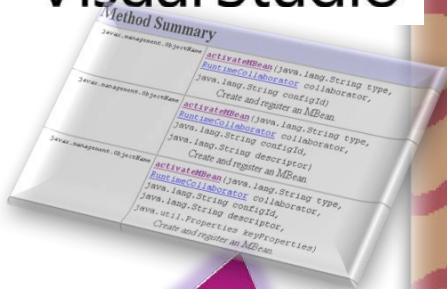 Visual Studio
Method Summary
javax.management.ObjectName
activateMBean(java.lang.String type,
RuntimeCollaborator collaborator,
java.lang.String configId)
Create and register an MBean.
javax.management.ObjectName
activateMBean(java.lang.String type,
RuntimeCollaborator collaborator,
java.lang.String configId,
java.lang.String descriptor)
Create and register an MBean.
javax.management.ObjectName
activateMBean(java.lang.String type,
RuntimeCollaborator collaborator,
java.lang.String configId,
java.lang.String descriptor,
java.util.Properties keyProperties)
Create and register an MBean.